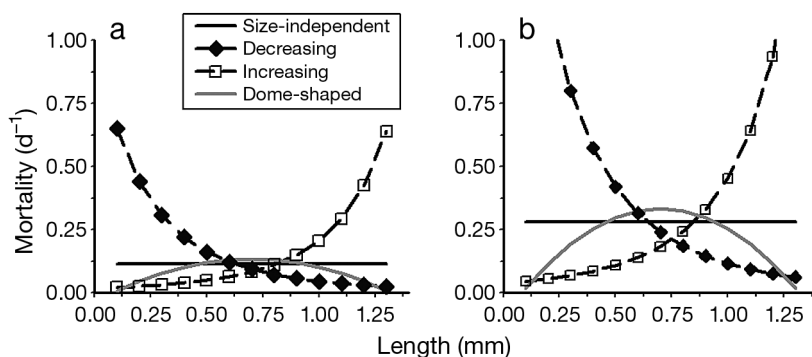 a
b
Size-independent
Decreasing
Increasing
Dome-shaped
Mortality (d⁻¹)
1.00
0.75
0.50
0.25
0.00
0.00 0.25 0.50 0.75 1.00 1.25
1.00
0.75
0.50
0.25
0.00
0.00 0.25 0.50 0.75 1.00 1.25
Length (mm)